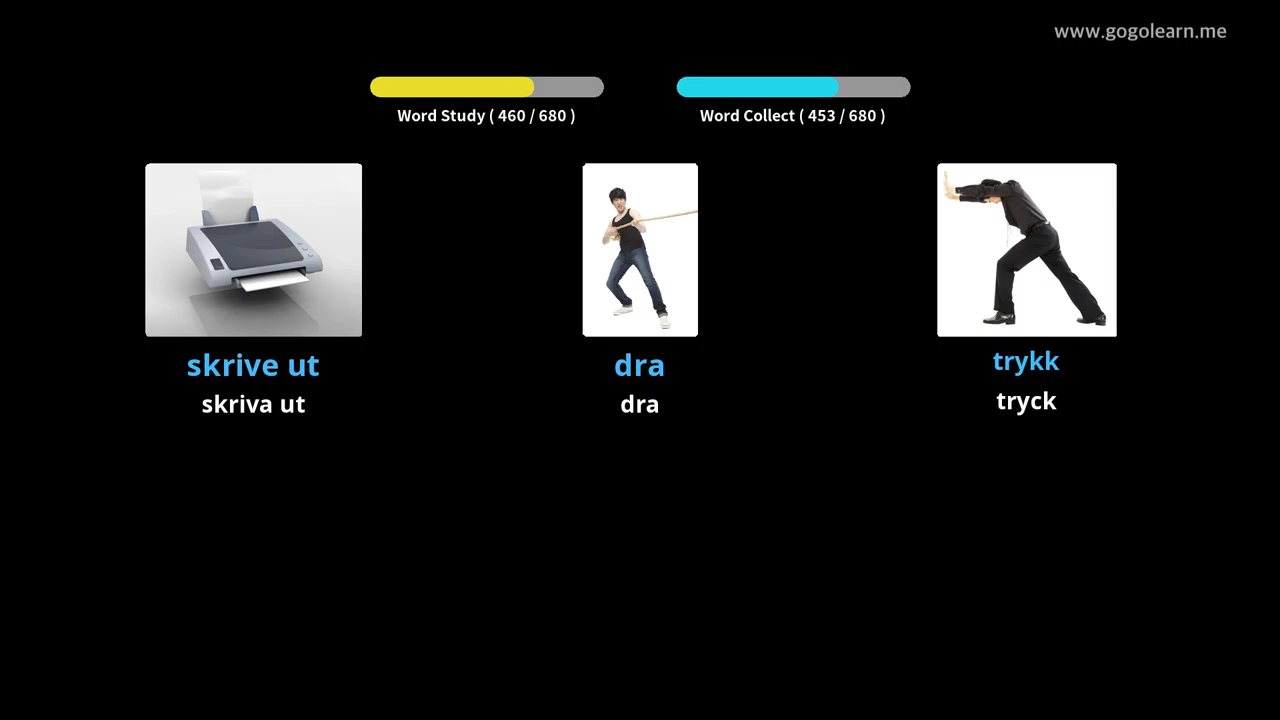 www.gogolearn.me
Word Study ( 460 / 680 )
Word Collect ( 453 / 680 )
skrive ut
skriva ut
dra
dra
trykk
tryck